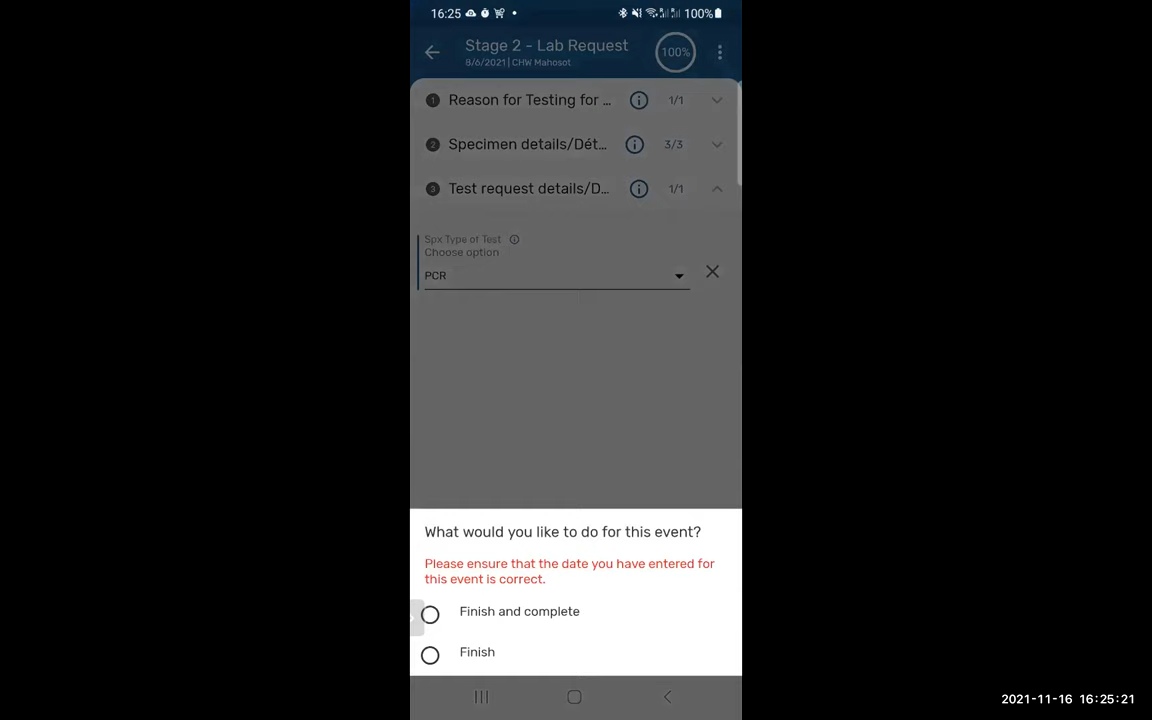 16:25
100%
Stage 2 - Lab Request
8/6/2021 | CHW Mahosot
100%
1 Reason for Testing for ... 1/1
2 Specimen details/Dét... 3/3
3 Test request details/D... 1/1
Spx Type of Test
Choose option
PCR
What would you like to do for this event?
Please ensure that the date you have entered for
this event is correct.
Finish and complete
Finish
2021-11-16 16:25:21